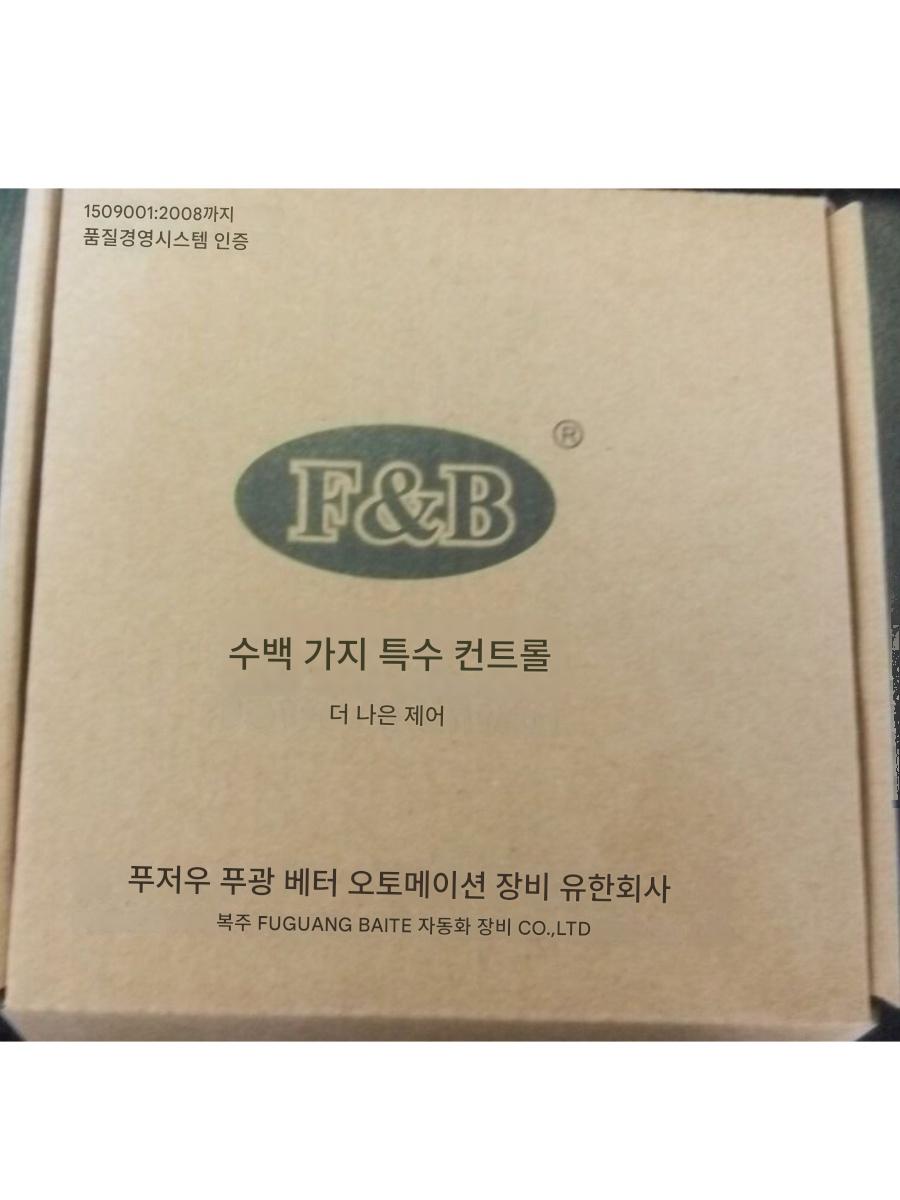 1509001:2008까지
품질경영시스템 인증
®
F&B
수백 가지 특수 컨트롤
더 나은 제어
푸저우 푸광 베터 오토메이션 장비 유한회사
복주 FUGUANG BAITE 자동화 장비 CO.,LTD